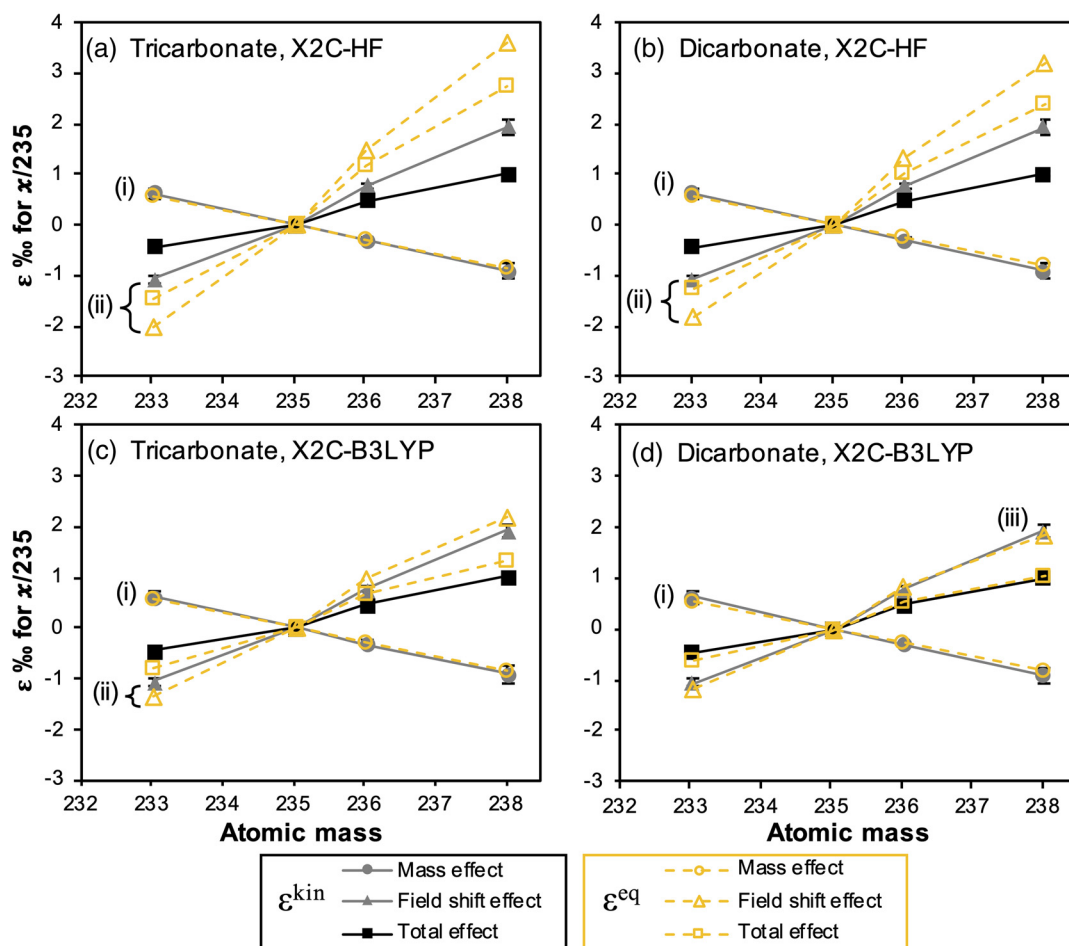 (a) Tricarbonate, X2C-HF
(b) Dicarbonate, X2C-HF
ε ‰ for x/235
4
3
2
1
0
-1
-2
-3
(i)
(ii)
232 233 234 235 236 237 238
4
3
2
1
0
-1
-2
-3
(i)
(ii)
232 233 234 235 236 237 238
(c) Tricarbonate, X2C-B3LYP
(d) Dicarbonate, X2C-B3LYP
ε ‰ for x/235
4
3
2
1
0
-1
-2
-3
(i)
(ii)
232 233 234 235 236 237 238
Atomic mass
4
3
2
1
0
-1
-2
-3
(i)
(iii)
232 233 234 235 236 237 238
Atomic mass
εkin
Mass effect
Field shift effect
Total effect
εeq
Mass effect
Field shift effect
Total effect